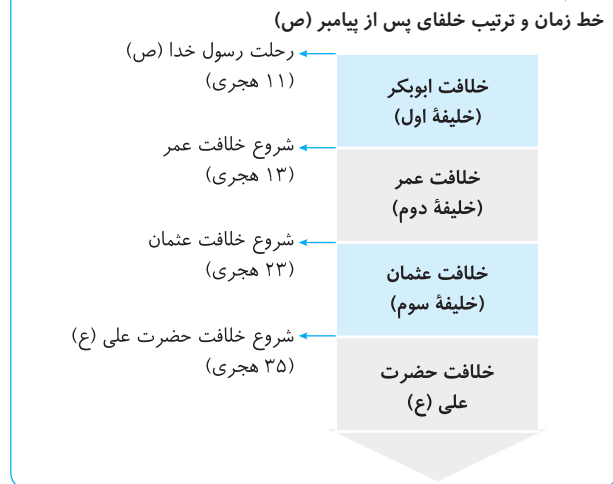 خط زمان و ترتیب خلفای پس از پیامبر (ص)
رحلت رسول خدا (ص)
(۱۱ هجری)
خلافت ابوبکر
(خلیفهٔ اول)
شروع خلافت عمر
(۱۳ هجری)
خلافت عمر
(خلیفهٔ دوم)
شروع خلافت عثمان
(۲۳ هجری)
خلافت عثمان
(خلیفهٔ سوم)
شروع خلافت حضرت علی (ع)
(۳۵ هجری)
خلافت حضرت
علی (ع)